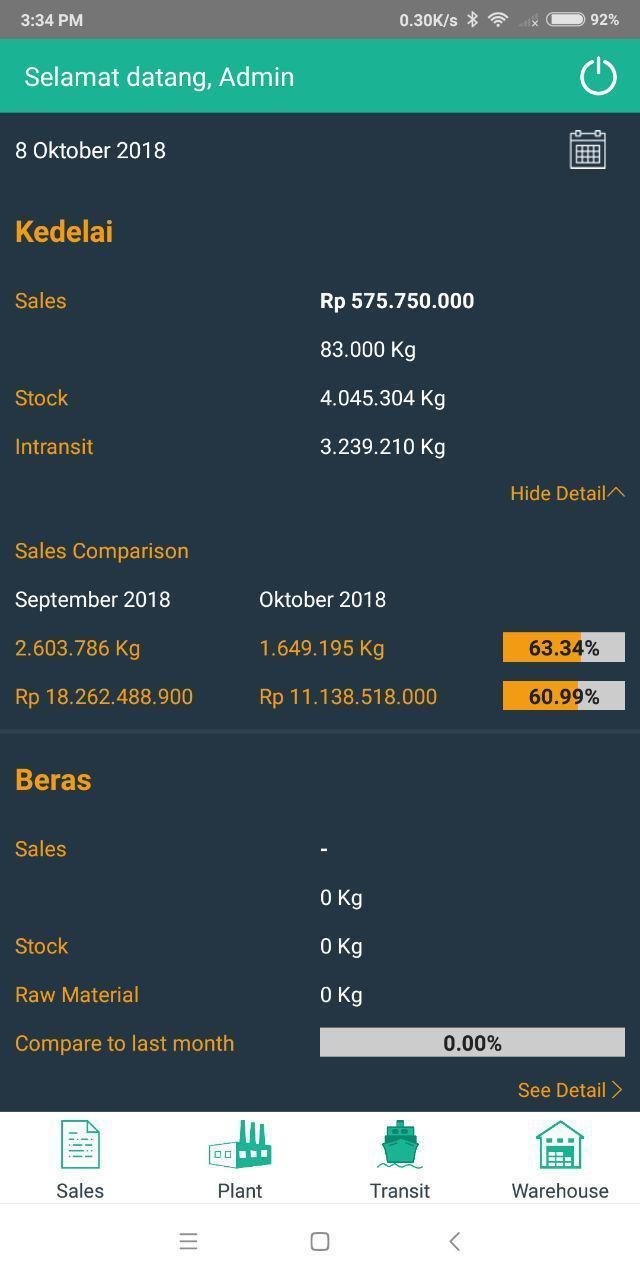 3:34 PM 0.30K/s 92%
Selamat datang, Admin
8 Oktober 2018
Kedelai
Sales Rp 575.750.000
83.000 Kg
Stock 4.045.304 Kg
Intransit 3.239.210 Kg
Hide Detail
Sales Comparison
September 2018 Oktober 2018
2.603.786 Kg 1.649.195 Kg 63.34%
Rp 18.262.488.900 Rp 11.138.518.000 60.99%
Beras
Sales -
0 Kg
Stock 0 Kg
Raw Material 0 Kg
Compare to last month 0.00%
See Detail
Sales Plant Transit Warehouse